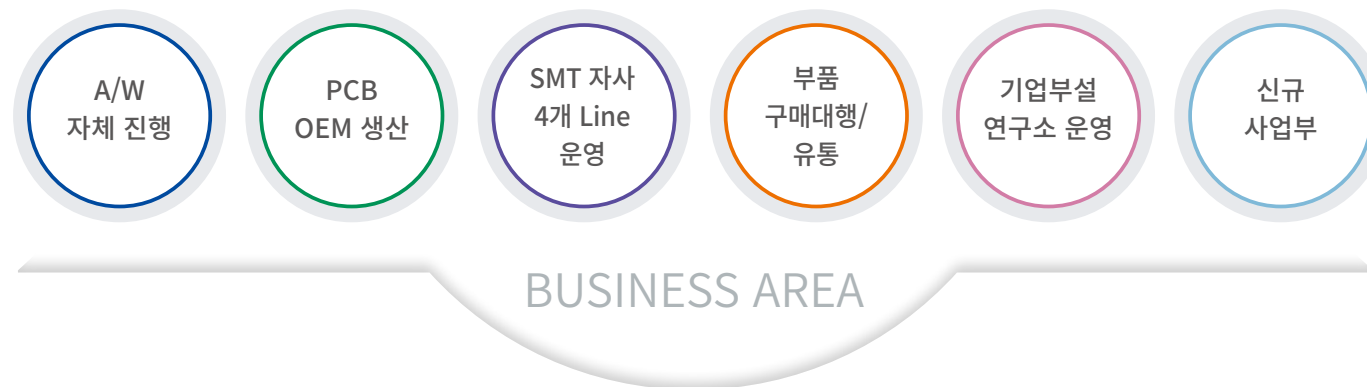 A/W
자체 진행
PCB
OEM 생산
SMT 자사
4개 Line
운영
부품
구매대행/
유통
기업부설
연구소 운영
신규
사업부
BUSINESS AREA